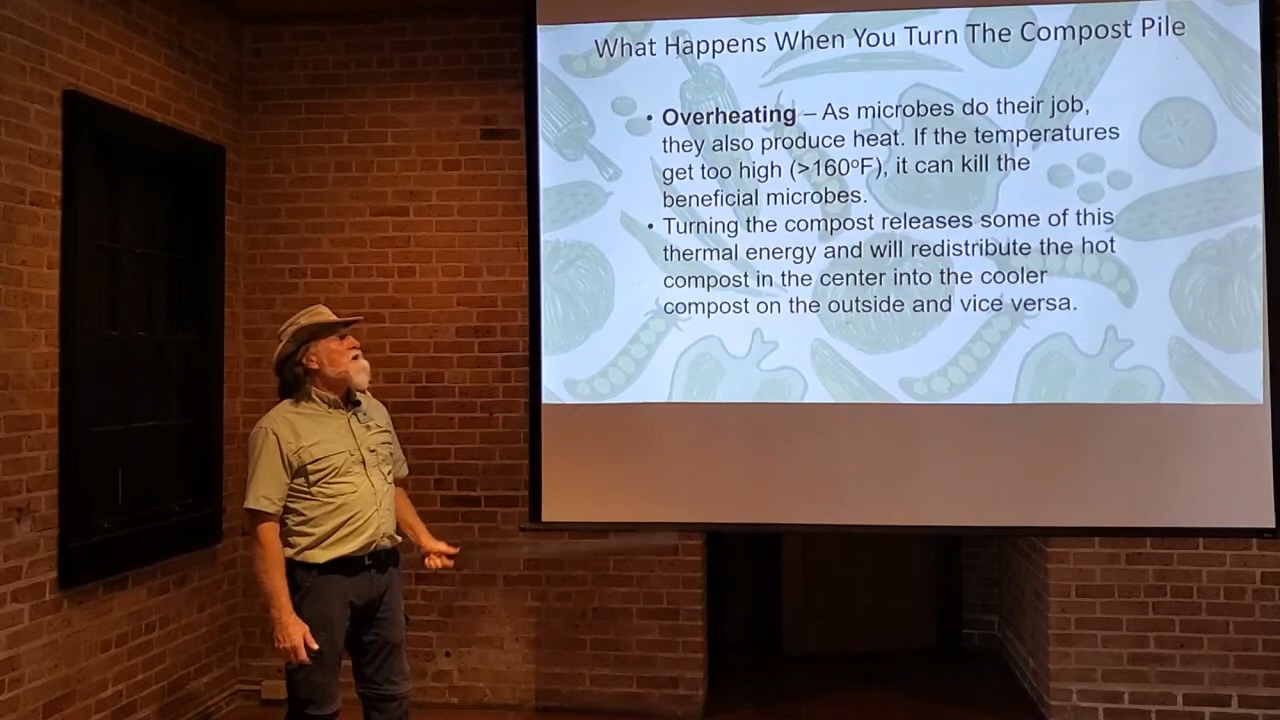 What Happens When You Turn The Compost Pile
• Overheating – As microbes do their job,
they also produce heat. If the temperatures
get too high (>160°F), it can kill the
beneficial microbes.
• Turning the compost releases some of this
thermal energy and will redistribute the hot
compost in the center into the cooler
compost on the outside and vice versa.